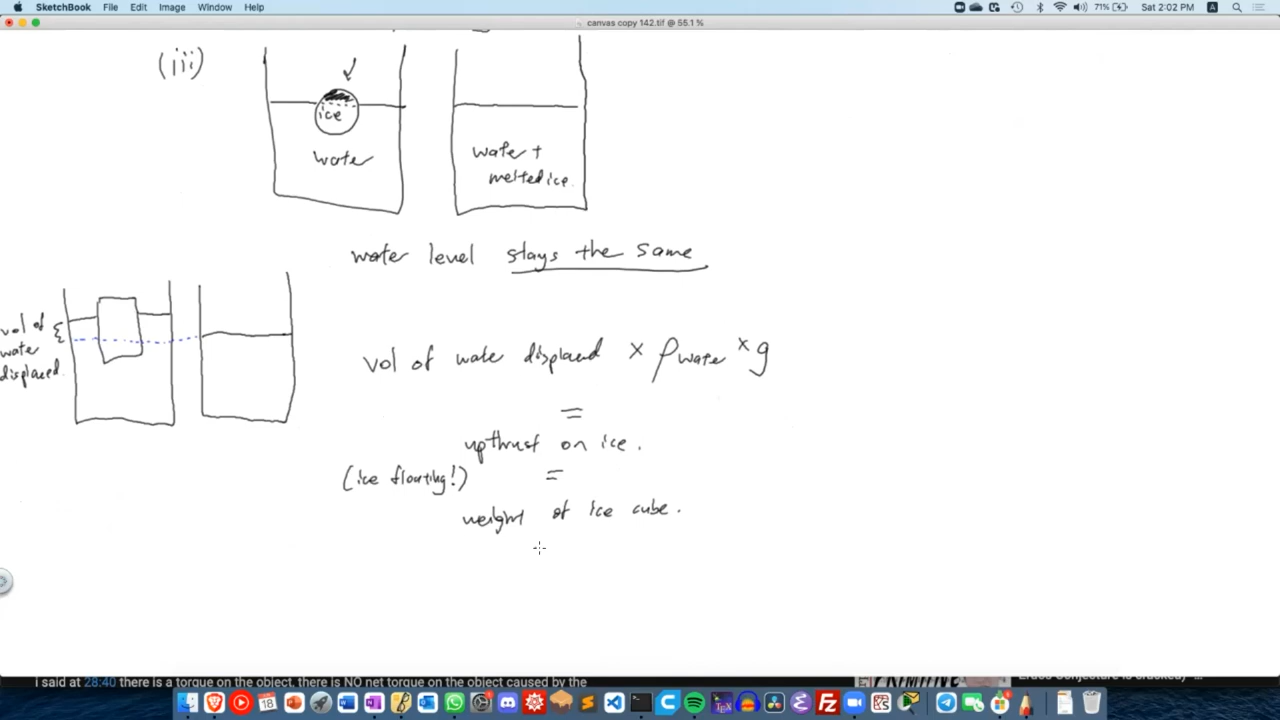 SketchBook File Edit Image Window Help
71% Sat 2:02 PM
canvas copy 142.tif @ 55.1 %
(iii)
ice
water
water +
melted ice.
water level stays the same
vol of
water
displaced.
vol of water displaced × ρwater × g
=
upthrust on ice.
(ice floating!) =
weight of ice cube.
I said at 28:40 there is a torque on the object, there is NO net torque on the object caused by the